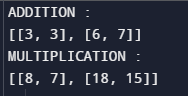 ADDITION :
[[3, 3], [6, 7]]
MULTIPLICATION :
[[8, 7], [18, 15]]